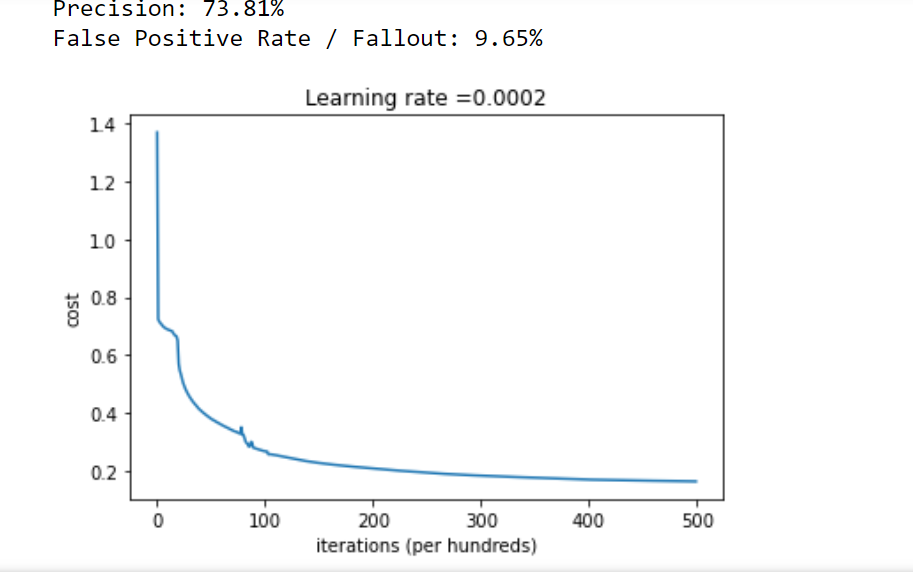 Precision: 73.81%
False Positive Rate / Fallout: 9.65%
Learning rate =0.0002
1.4
1.2
1.0
0.8
0.6
0.4
0.2
cost
0 100 200 300 400 500
iterations (per hundreds)